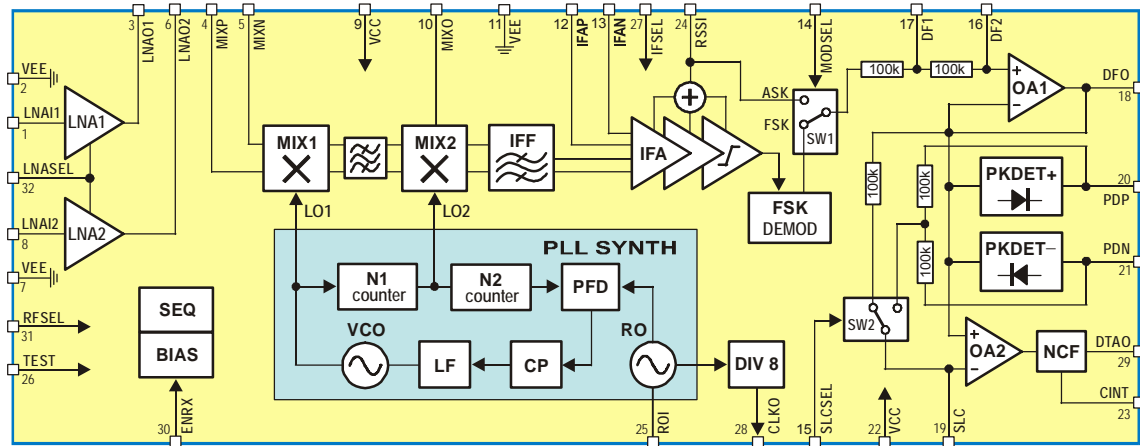 3
LNAO1
6
LNAO2
4
MIXP
5
MIXN
9
VCC
10
MIXO
11
VEE
12
IFAP
13
IFAN
27
IFSEL
24
RSSI
14
MODSEL
17
DF1
16
DF2
VEE
2
LNAI1
1
LNASEL
32
LNAI2
8
VEE
7
RFSEL
31
TEST
26
LNA1
LNA2
MIX1
MIX2
IFF
IFA
LO1
LO2
ASK
FSK
SW1
FSK
DEMOD
100k
100k
OA1
DFO
18
100k
100k
100k
PKDET+
20
PDP
PKDET–
PDN
21
SW2
OA2
NCF
DTAO
29
CINT
23
PLL SYNTH
N1
counter
N2
counter
PFD
VCO
LF
CP
RO
DIV 8
SEQ
BIAS
30
ENRX
25
ROI
28
CLKO
15
SLCSEL
22
VCC
19
SLC